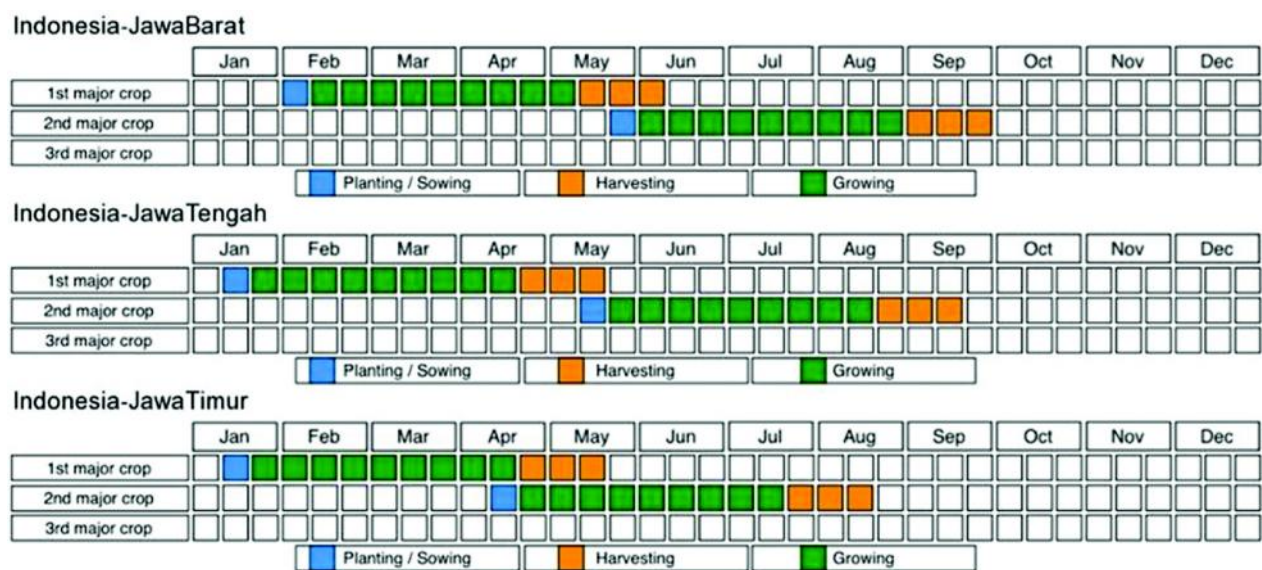 Indonesia-JawaBarat
Jan Feb Mar Apr May Jun Jul Aug Sep Oct Nov Dec
1st major crop
2nd major crop
3rd major crop
Planting / Sowing Harvesting Growing
Indonesia-JawaTengah
Jan Feb Mar Apr May Jun Jul Aug Sep Oct Nov Dec
1st major crop
2nd major crop
3rd major crop
Planting / Sowing Harvesting Growing
Indonesia-JawaTimur
Jan Feb Mar Apr May Jun Jul Aug Sep Oct Nov Dec
1st major crop
2nd major crop
3rd major crop
Planting / Sowing Harvesting Growing